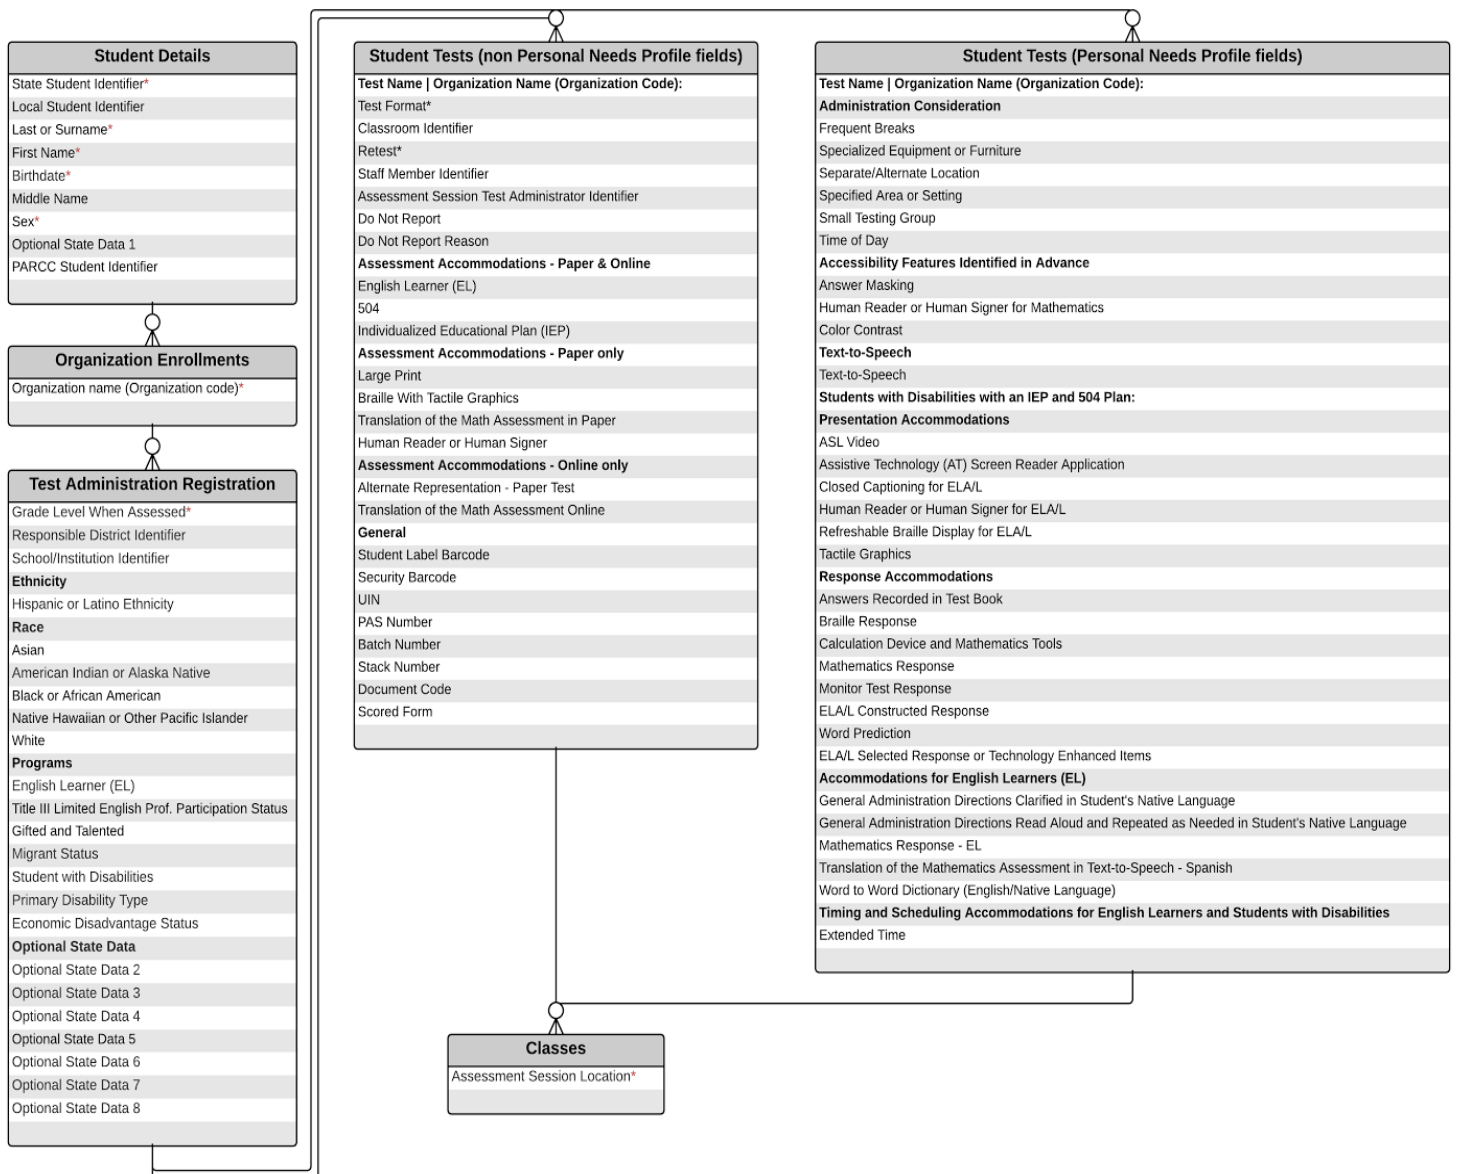 Student Details
State Student Identifier*
Local Student Identifier
Last or Surname*
First Name*
Birthdate*
Middle Name
Sex*
Optional State Data 1
PARCC Student Identifier
Organization Enrollments
Organization name (Organization code)*
Test Administration Registration
Grade Level When Assessed*
Responsible District Identifier
School/Institution Identifier
Ethnicity
Hispanic or Latino Ethnicity
Race
Asian
American Indian or Alaska Native
Black or African American
Native Hawaiian or Other Pacific Islander
White
Programs
English Learner (EL)
Title III Limited English Prof. Participation Status
Gifted and Talented
Migrant Status
Student with Disabilities
Primary Disability Type
Economic Disadvantage Status
Optional State Data
Optional State Data 2
Optional State Data 3
Optional State Data 4
Optional State Data 5
Optional State Data 6
Optional State Data 7
Optional State Data 8
Student Tests (non Personal Needs Profile fields)
Test Name | Organization Name (Organization Code):
Test Format*
Classroom Identifier
Retest*
Staff Member Identifier
Assessment Session Test Administrator Identifier
Do Not Report
Do Not Report Reason
Assessment Accommodations - Paper & Online
English Learner (EL)
504
Individualized Educational Plan (IEP)
Assessment Accommodations - Paper only
Large Print
Braille With Tactile Graphics
Translation of the Math Assessment in Paper
Human Reader or Human Signer
Assessment Accommodations - Online only
Alternate Representation - Paper Test
Translation of the Math Assessment Online
General
Student Label Barcode
Security Barcode
UIN
PAS Number
Batch Number
Stack Number
Document Code
Scored Form
Student Tests (Personal Needs Profile fields)
Test Name | Organization Name (Organization Code):
Administration Consideration
Frequent Breaks
Specialized Equipment or Furniture
Separate/Alternate Location
Specified Area or Setting
Small Testing Group
Time of Day
Accessibility Features Identified in Advance
Answer Masking
Human Reader or Human Signer for Mathematics
Color Contrast
Text-to-Speech
Text-to-Speech
Students with Disabilities with an IEP and 504 Plan:
Presentation Accommodations
ASL Video
Assistive Technology (AT) Screen Reader Application
Closed Captioning for ELA/L
Human Reader or Human Signer for ELA/L
Refreshable Braille Display for ELA/L
Tactile Graphics
Response Accommodations
Answers Recorded in Test Book
Braille Response
Calculation Device and Mathematics Tools
Mathematics Response
Monitor Test Response
ELA/L Constructed Response
Word Prediction
ELA/L Selected Response or Technology Enhanced Items
Accommodations for English Learners (EL)
General Administration Directions Clarified in Student's Native Language
General Administration Directions Read Aloud and Repeated as Needed in Student's Native Language
Mathematics Response - EL
Translation of the Mathematics Assessment in Text-to-Speech - Spanish
Word to Word Dictionary (English/Native Language)
Timing and Scheduling Accommodations for English Learners and Students with Disabilities
Extended Time
Classes
Assessment Session Location*